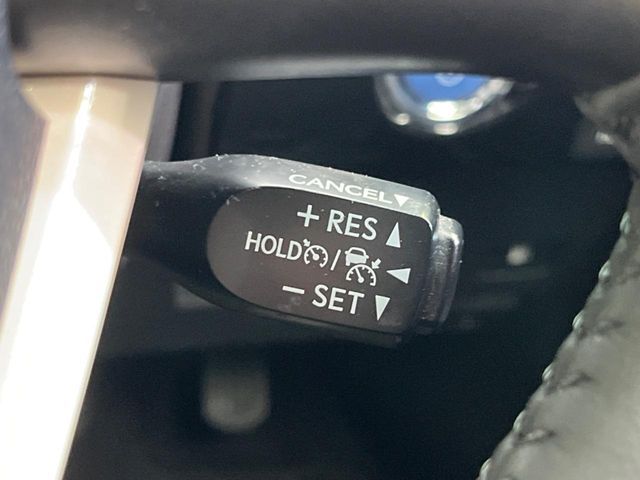 CANCEL▼
+ RES ▲
HOLD / ◀
− SET ▼